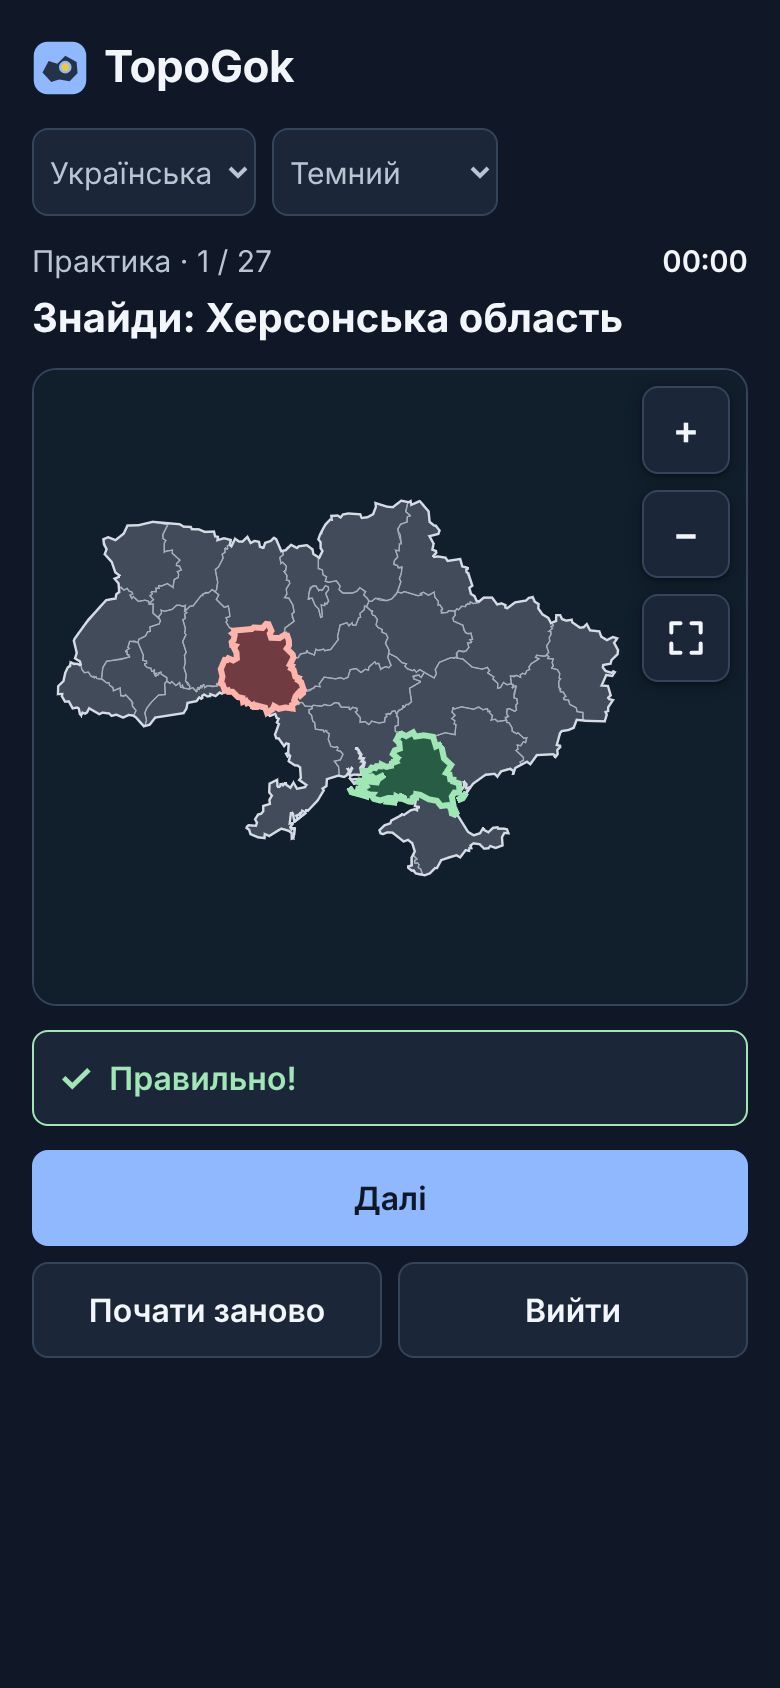 TopoGok
Українська
Темний
Практика · 1 / 27
00:00
Знайди: Херсонська область
+
−
Правильно!
Далі
Почати заново
Вийти